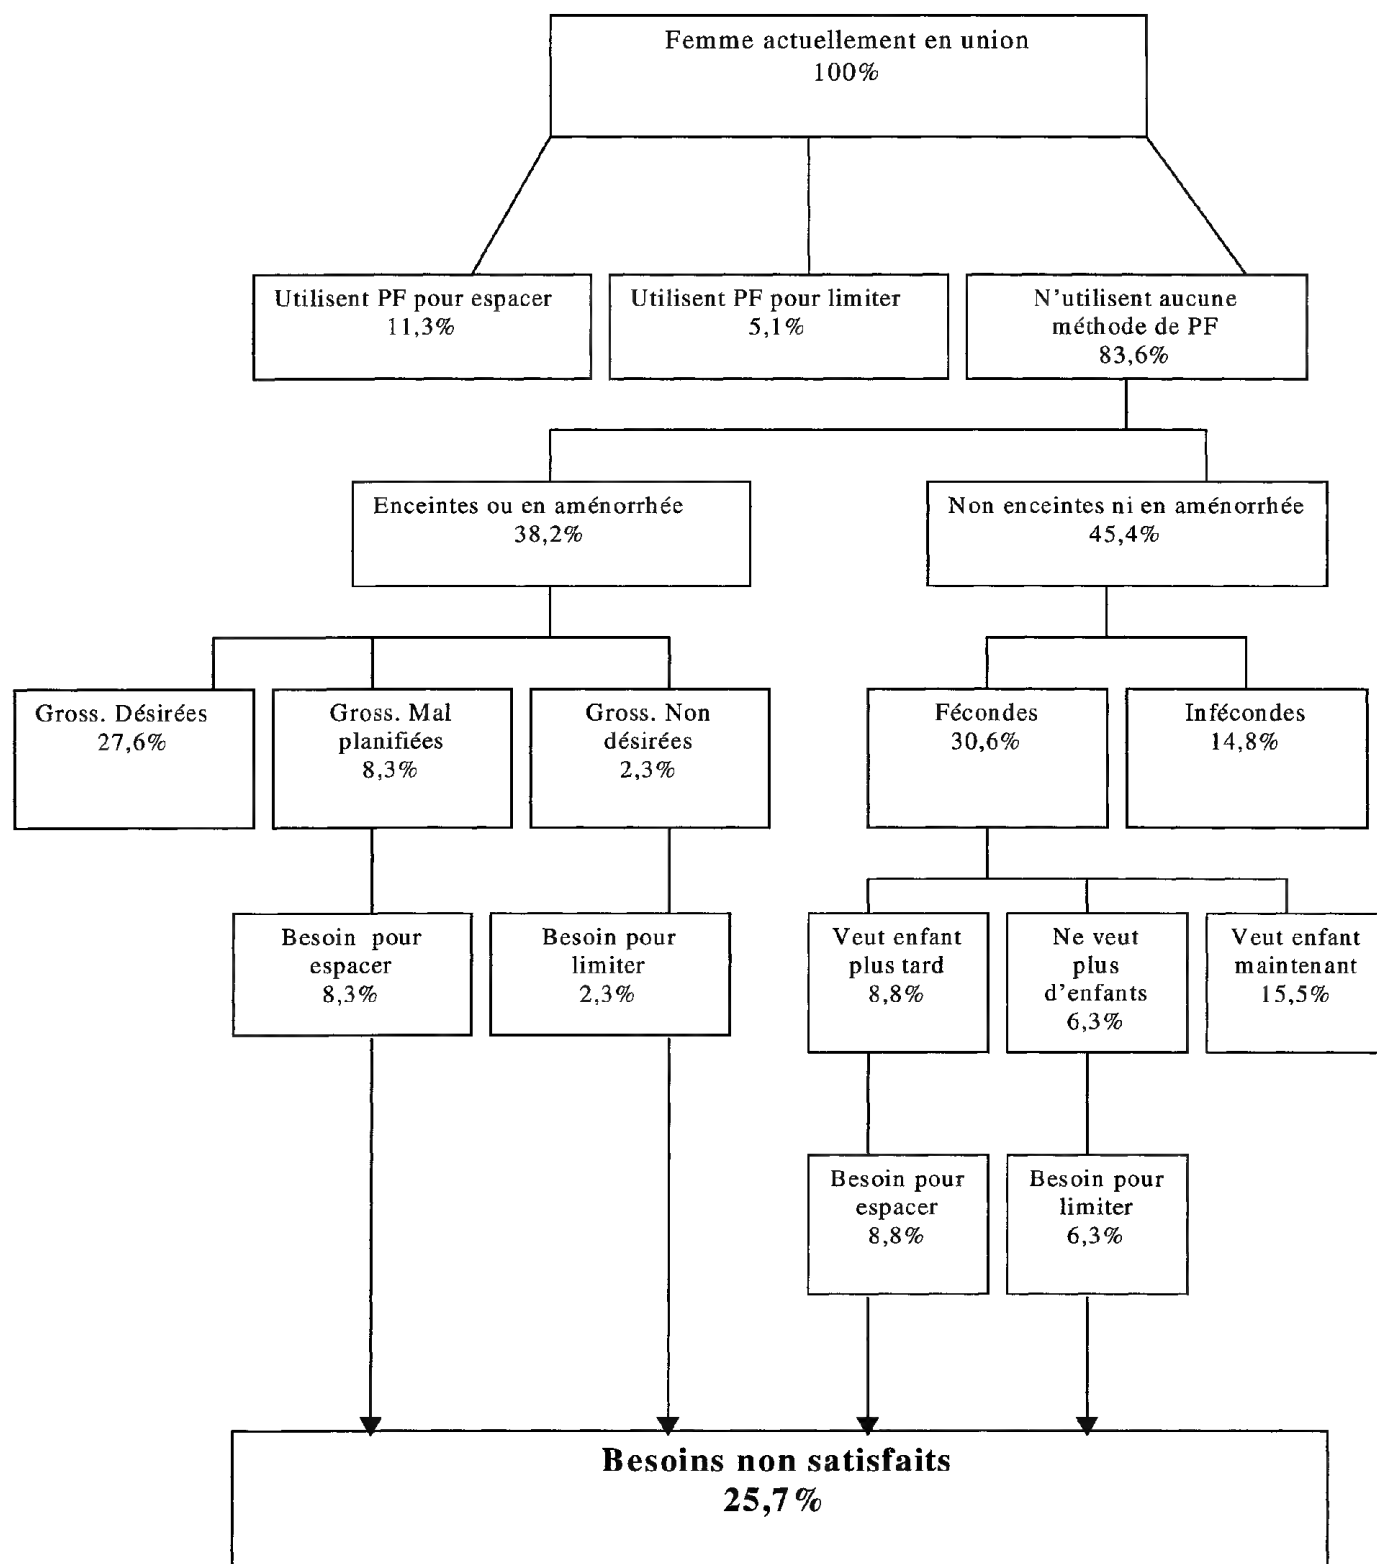 Femme actuellement en union
100%
Utilisent PF pour espacer
11,3%
Utilisent PF pour limiter
5,1%
N'utilisent aucune
méthode de PF
83,6%
Enceintes ou en aménorrhée
38,2%
Non enceintes ni en aménorrhée
45,4%
Gross. Désirées
27,6%
Gross. Mal
planifiées
8,3%
Gross. Non
désirées
2,3%
Fécondes
30,6%
Infécondes
14,8%
Besoin pour
espacer
8,3%
Besoin pour
limiter
2,3%
Veut enfant
plus tard
8,8%
Ne veut
plus
d'enfants
6,3%
Veut enfant
maintenant
15,5%
Besoin pour
espacer
8,8%
Besoin pour
limiter
6,3%
Besoins non satisfaits
25,7%